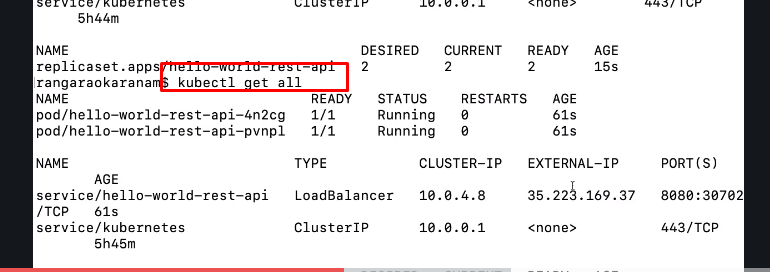 service/kubernetes ClusterIP 10.0.0.1 <none> 443/TCP
5h44m
NAME DESIRED CURRENT READY AGE
replicaset.apps/hello-world-rest-api 2 2 2 15s
rangaraokaranam$ kubectl get all
NAME READY STATUS RESTARTS AGE
pod/hello-world-rest-api-4n2cg 1/1 Running 0 61s
pod/hello-world-rest-api-pvnpl 1/1 Running 0 61s
NAME TYPE CLUSTER-IP EXTERNAL-IP PORT(S)
AGE
service/hello-world-rest-api LoadBalancer 10.0.4.8 35.223.169.37 8080:30702
/TCP 61s
service/kubernetes ClusterIP 10.0.0.1 <none> 443/TCP
5h45m